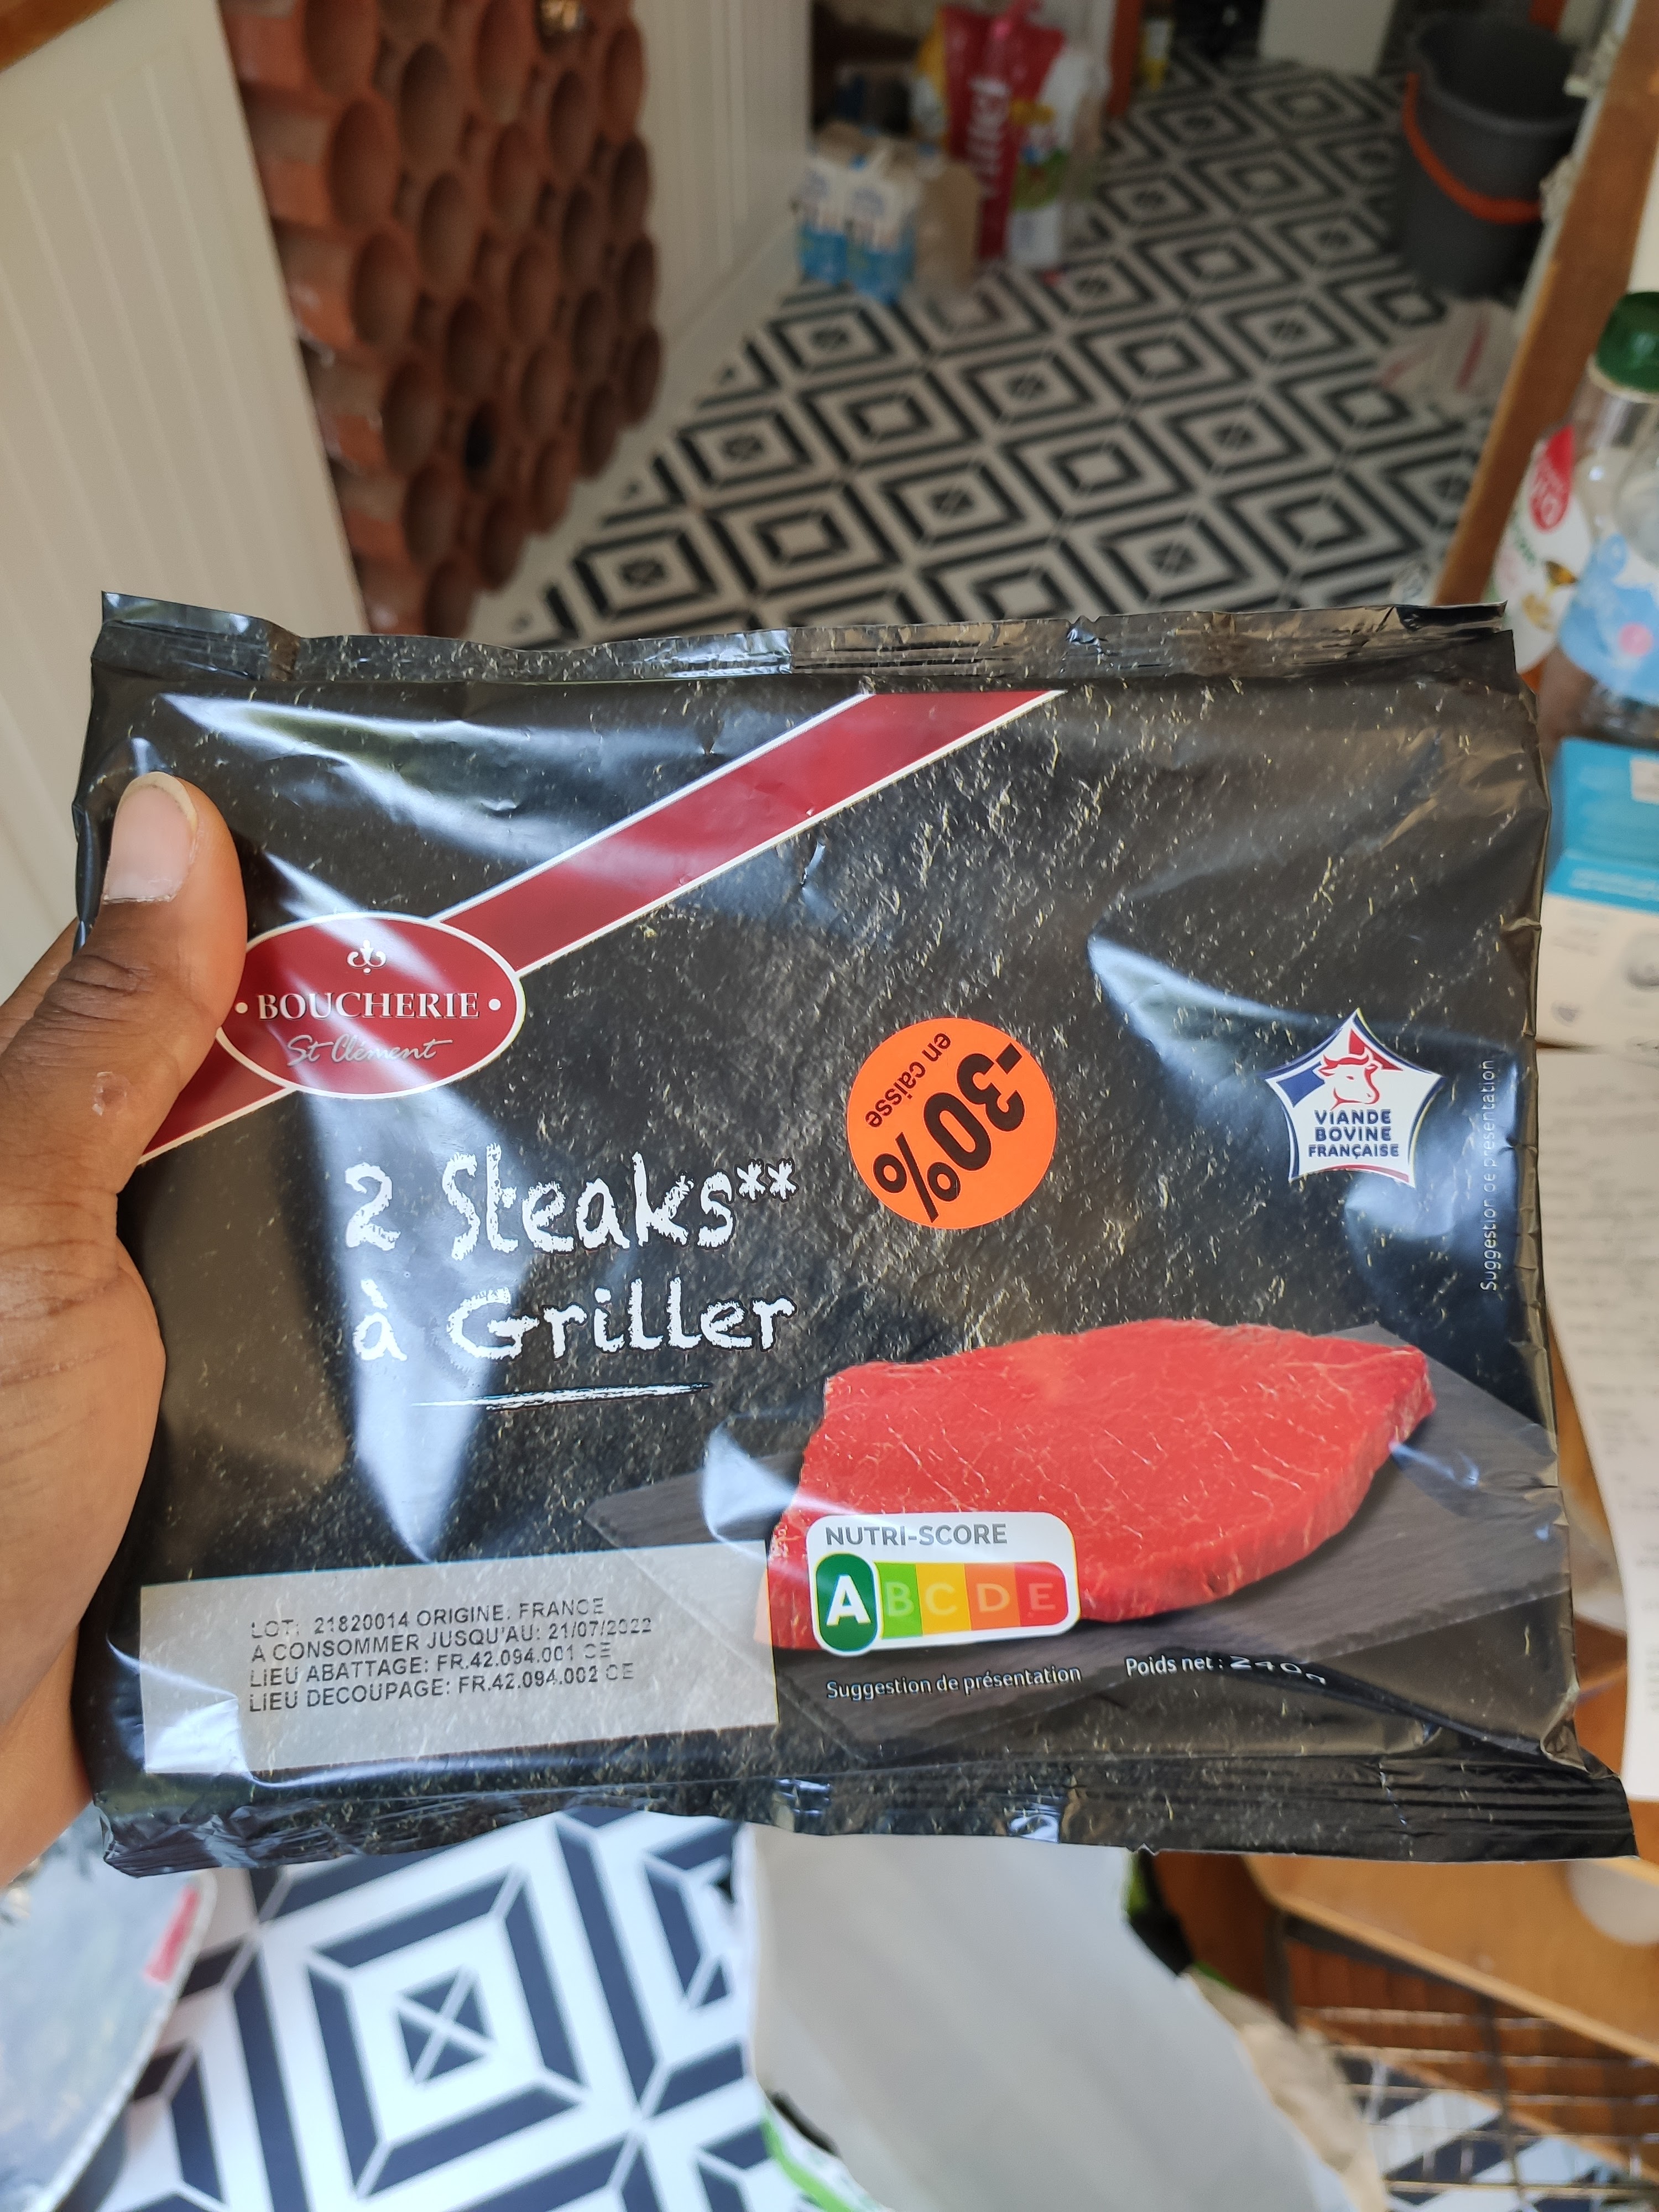 BOUCHERIE
St Clément
-30%
en caisse
VIANDE
BOVINE
FRANÇAISE
Suggestion de présentation
2 Steaks**
à Griller
NUTRI-SCORE
A B C D E
LOT: 21820014 ORIGINE: FRANCE
A CONSOMMER JUSQU'AU: 21/07/2022
LIEU ABATTAGE: FR.42.094.001 CE
LIEU DECOUPAGE: FR.42.094.002 CE
Suggestion de présentation
Poids net : 240g